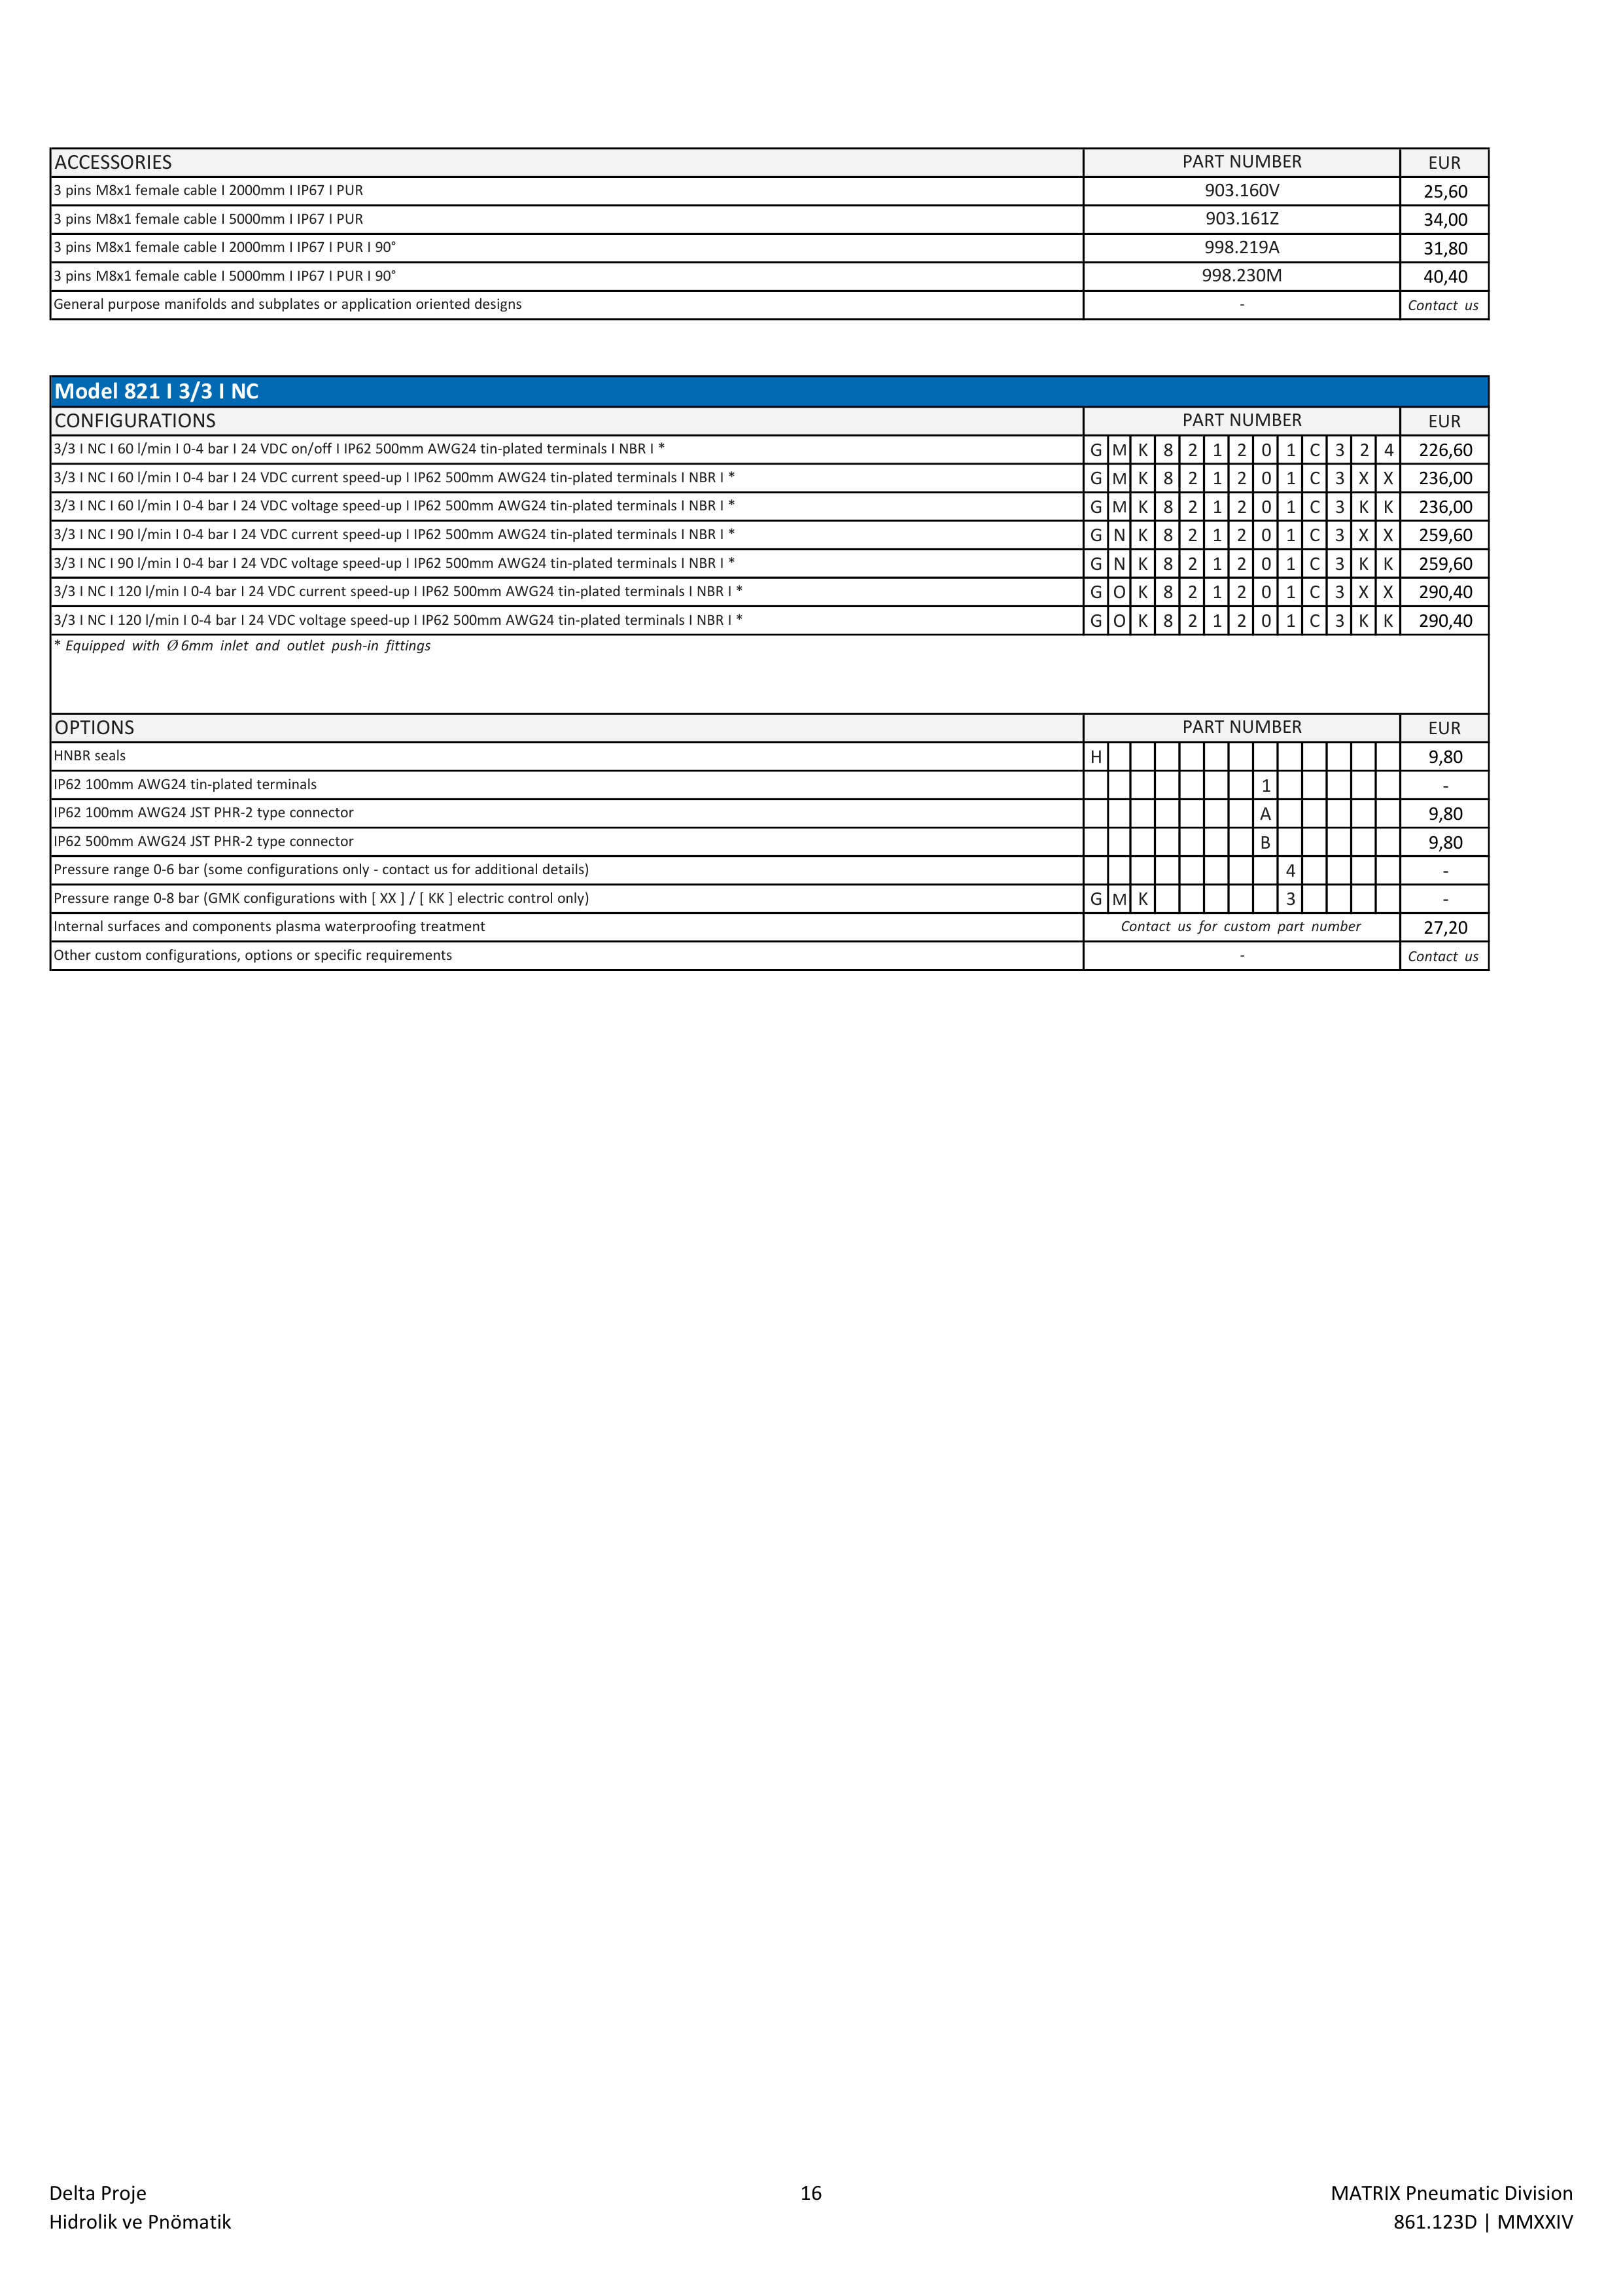 ACCESSORIES PART NUMBER EUR
3 pins M8x1 female cable I 2000mm I IP67 I PUR 903.160V 25,60
3 pins M8x1 female cable I 5000mm I IP67 I PUR 903.161Z 34,00
3 pins M8x1 female cable I 2000mm I IP67 I PUR I 90° 998.219A 31,80
3 pins M8x1 female cable I 5000mm I IP67 I PUR I 90° 998.230M 40,40
General purpose manifolds and subplates or application oriented designs - Contact us
Model 821 I 3/3 I NC
CONFIGURATIONS PART NUMBER EUR
3/3 I NC I 60 l/min I 0-4 bar I 24 VDC on/off I IP62 500mm AWG24 tin-plated terminals I NBR I * G M K 8 2 1 2 0 1 C 3 2 4 226,60
3/3 I NC I 60 l/min I 0-4 bar I 24 VDC current speed-up I IP62 500mm AWG24 tin-plated terminals I NBR I * G M K 8 2 1 2 0 1 C 3 X X 236,00
3/3 I NC I 60 l/min I 0-4 bar I 24 VDC voltage speed-up I IP62 500mm AWG24 tin-plated terminals I NBR I * G M K 8 2 1 2 0 1 C 3 K K 236,00
3/3 I NC I 90 l/min I 0-4 bar I 24 VDC current speed-up I IP62 500mm AWG24 tin-plated terminals I NBR I * G N K 8 2 1 2 0 1 C 3 X X 259,60
3/3 I NC I 90 l/min I 0-4 bar I 24 VDC voltage speed-up I IP62 500mm AWG24 tin-plated terminals I NBR I * G N K 8 2 1 2 0 1 C 3 K K 259,60
3/3 I NC I 120 l/min I 0-4 bar I 24 VDC current speed-up I IP62 500mm AWG24 tin-plated terminals I NBR I * G O K 8 2 1 2 0 1 C 3 X X 290,40
3/3 I NC I 120 l/min I 0-4 bar I 24 VDC voltage speed-up I IP62 500mm AWG24 tin-plated terminals I NBR I * G O K 8 2 1 2 0 1 C 3 K K 290,40
* Equipped with Ø 6mm inlet and outlet push-in fittings
OPTIONS PART NUMBER EUR
HNBR seals H 9,80
IP62 100mm AWG24 tin-plated terminals 1 -
IP62 100mm AWG24 JST PHR-2 type connector A 9,80
IP62 500mm AWG24 JST PHR-2 type connector B 9,80
Pressure range 0-6 bar (some configurations only - contact us for additional details) 4 -
Pressure range 0-8 bar (GMK configurations with [ XX ] / [ KK ] electric control only) G M K 3 -
Internal surfaces and components plasma waterproofing treatment Contact us for custom part number 27,20
Other custom configurations, options or specific requirements - Contact us
Delta Proje 16 MATRIX Pneumatic Division
Hidrolik ve Pnömatik 861.123D | MMXXIV